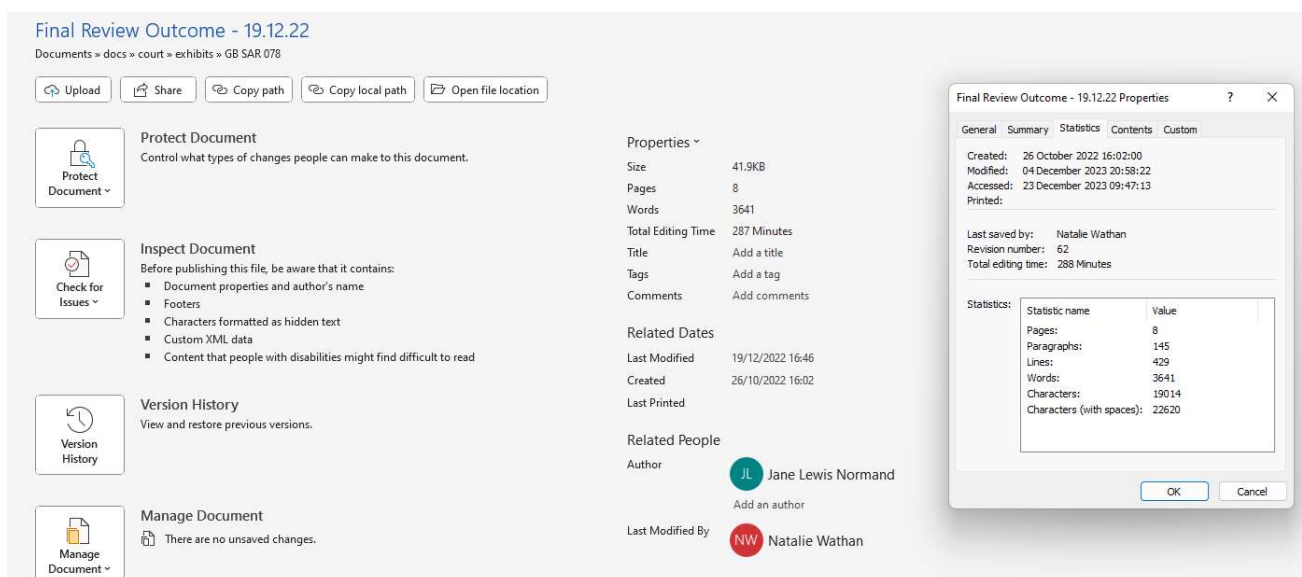 Final Review Outcome - 19.12.22
Documents » docs » court » exhibits » GB SAR 078
Upload
Share
Copy path
Copy local path
Open file location
Protect Document
Protect Document
Control what types of changes people can make to this document.
Check for Issues
Inspect Document
Before publishing this file, be aware that it contains:
Document properties and author's name
Footers
Characters formatted as hidden text
Custom XML data
Content that people with disabilities might find difficult to read
Version History
Version History
View and restore previous versions.
Manage Document
Manage Document
There are no unsaved changes.
Properties
Size 41.9KB
Pages 8
Words 3641
Total Editing Time 287 Minutes
Title Add a title
Tags Add a tag
Comments Add comments
Related Dates
Last Modified 19/12/2022 16:46
Created 26/10/2022 16:02
Last Printed
Related People
Author
JL Jane Lewis Normand
Add an author
Last Modified By
NW Natalie Wathan
Final Review Outcome - 19.12.22 Properties ? X
General Summary Statistics Contents Custom
Created: 26 October 2022 16:02:00
Modified: 04 December 2023 20:58:22
Accessed: 23 December 2023 09:47:13
Printed:
Last saved by: Natalie Wathan
Revision number: 62
Total editing time: 288 Minutes
Statistics:
Statistic name Value
Pages: 8
Paragraphs: 145
Lines: 429
Words: 3641
Characters: 19014
Characters (with spaces): 22620
OK Cancel